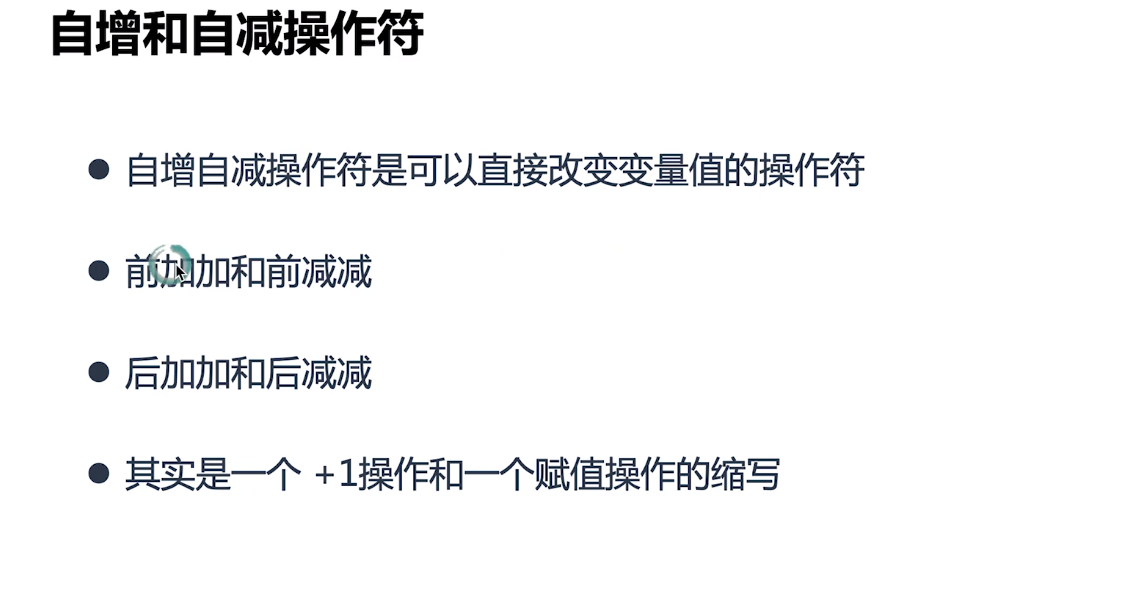 自增和自减操作符
● 自增自减操作符是可以直接改变变量值的操作符
● 前加加和前减减
● 后加加和后减减
● 其实是一个 +1操作和一个赋值操作的缩写